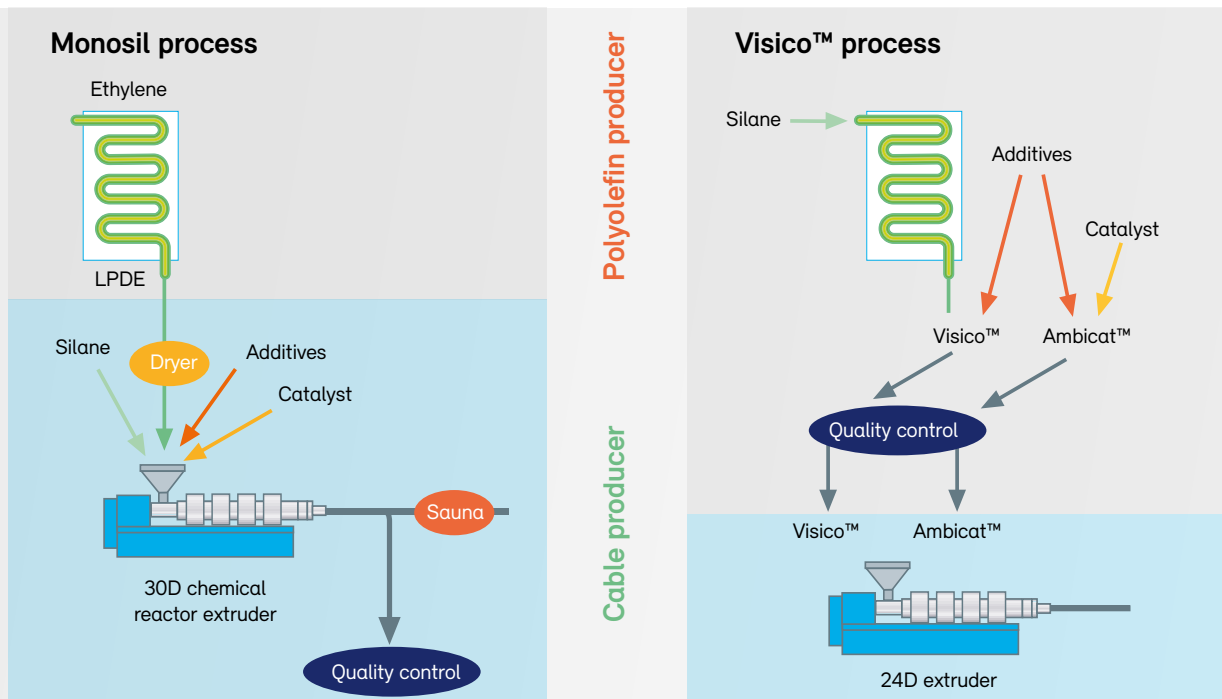 Monosil process
Ethylene
LPDE
Silane
Dryer
Additives
Catalyst
Sauna
30D chemical
reactor extruder
Quality control
Polyolefin producer
Cable producer
Visico™ process
Silane
Additives
Catalyst
Visico™
Ambicat™
Quality control
Visico™
Ambicat™
24D extruder